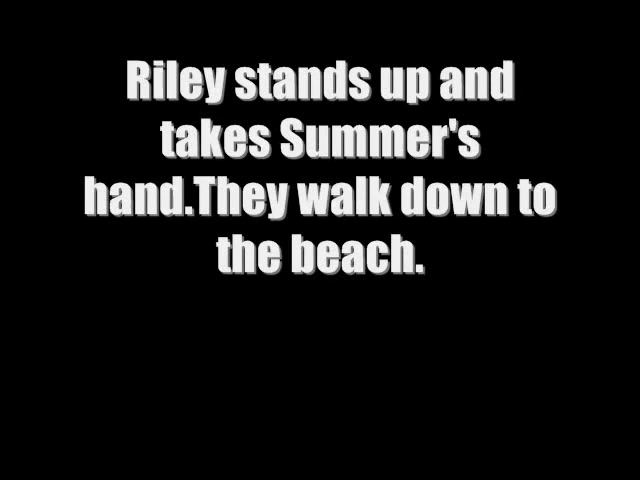 Riley stands up and
takes Summer's
hand.They walk down to
the beach.